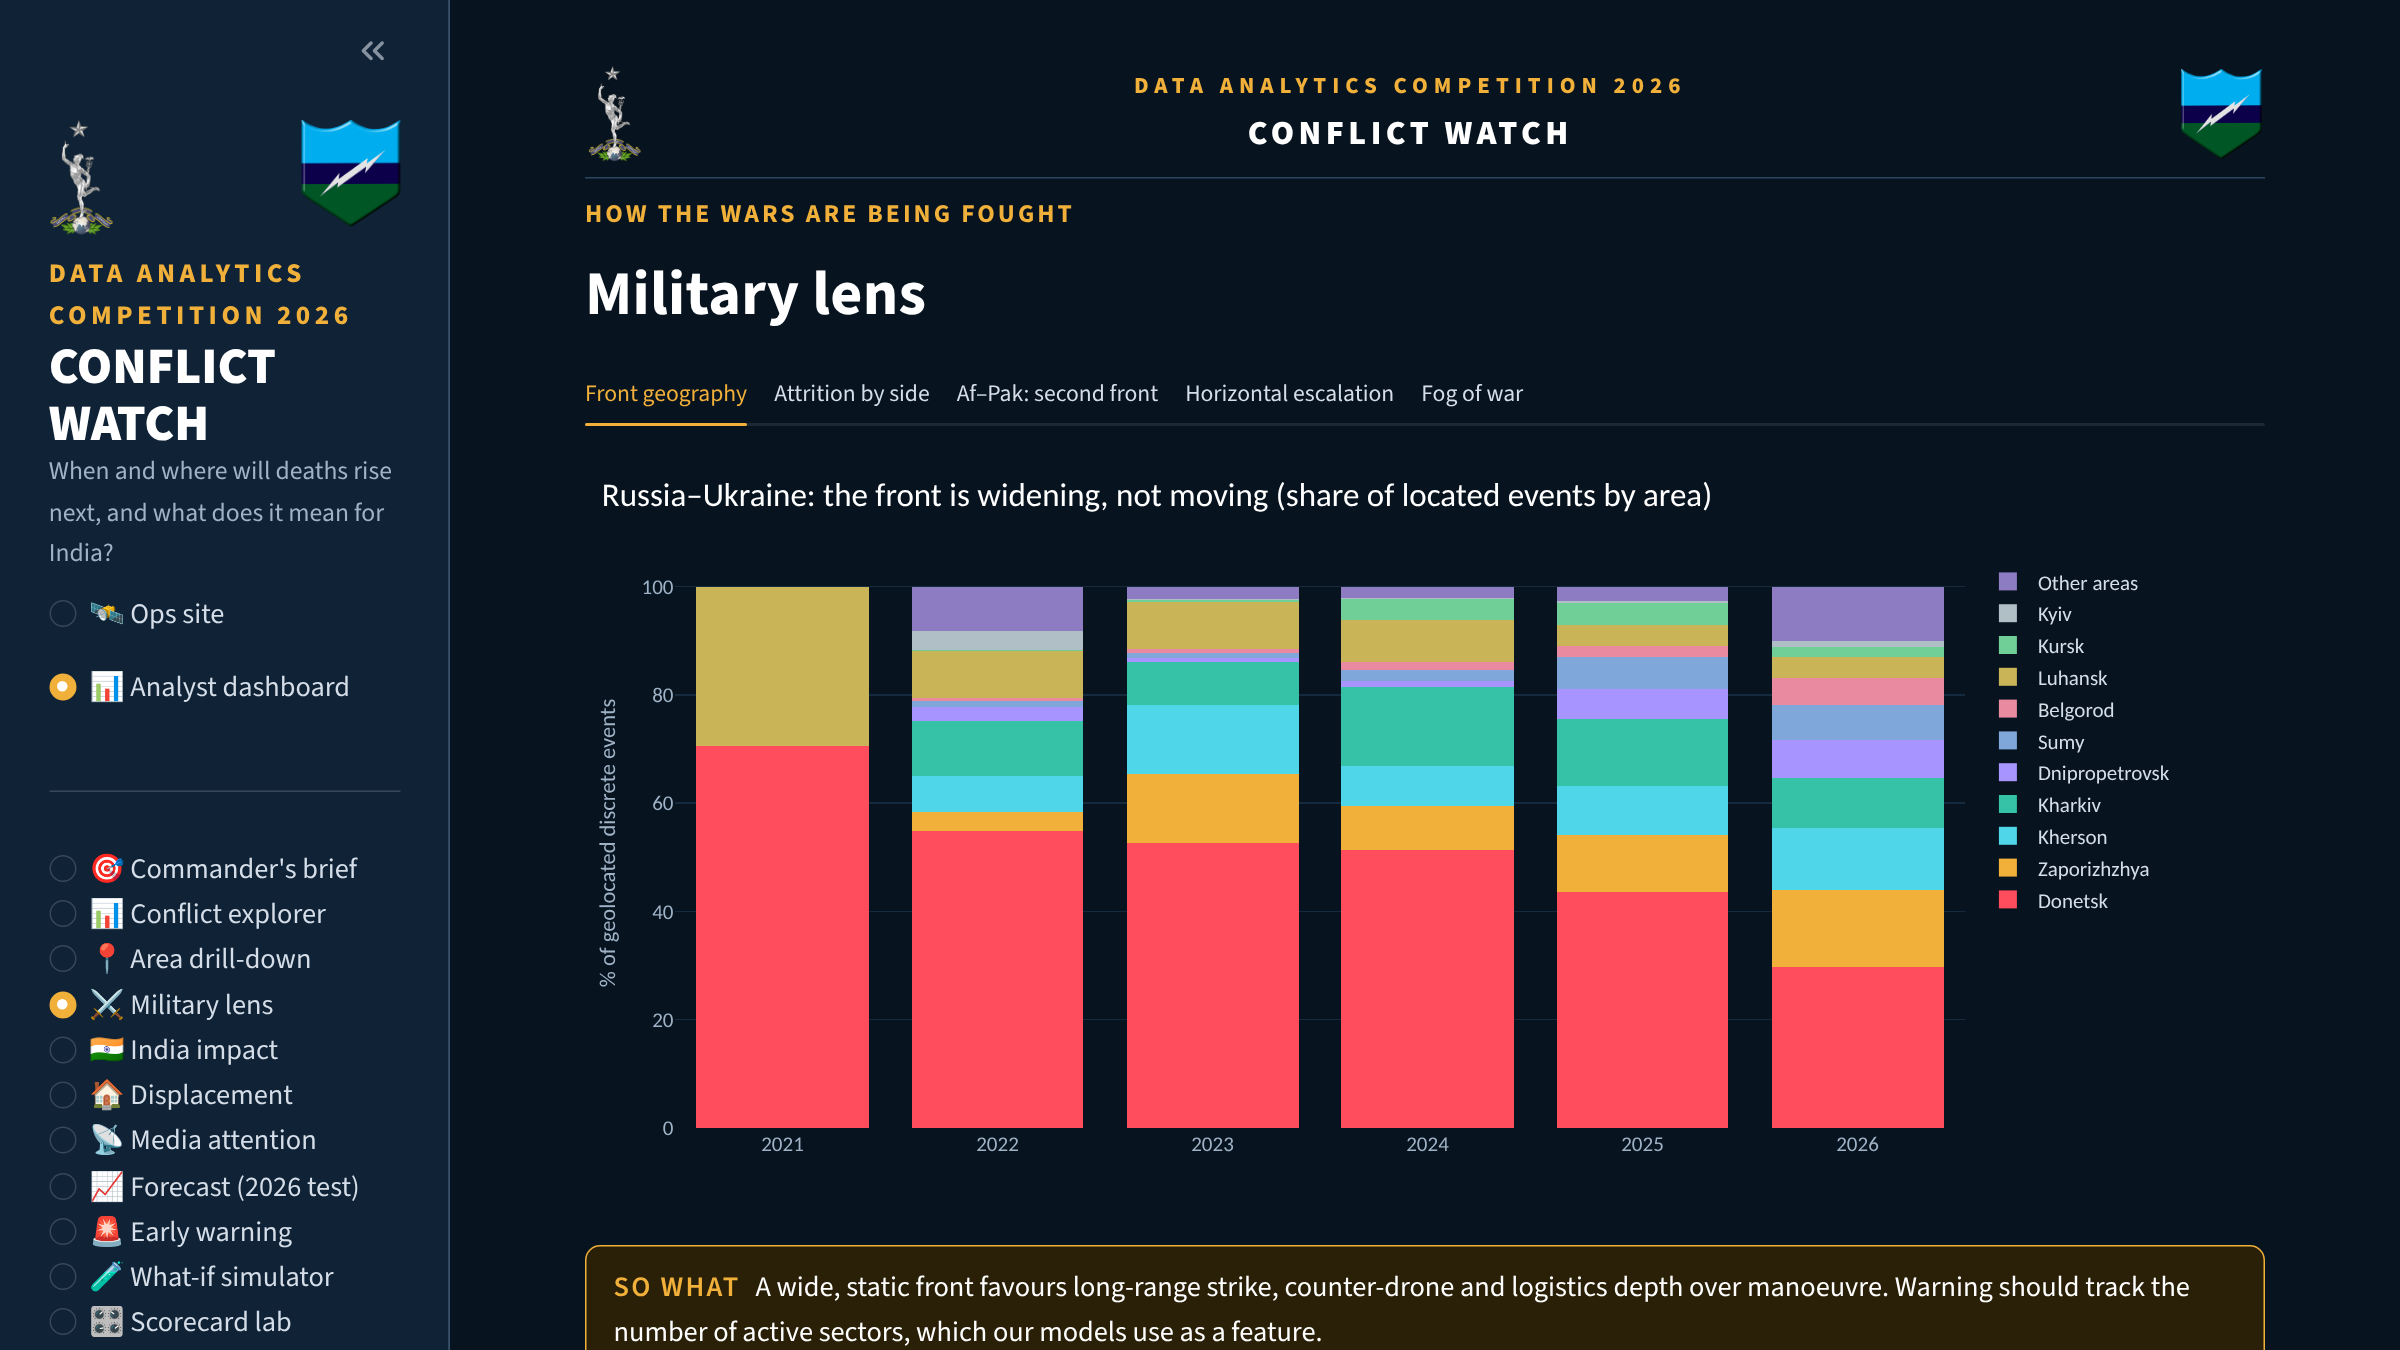 DATA ANALYTICS
COMPETITION 2026
CONFLICT
WATCH
When and where will deaths rise
next, and what does it mean for
India?
Ops site
Analyst dashboard
Commander's brief
Conflict explorer
Area drill-down
Military lens
India impact
Displacement
Media attention
Forecast (2026 test)
Early warning
What-if simulator
Scorecard lab
DATA ANALYTICS COMPETITION 2026
CONFLICT WATCH
HOW THE WARS ARE BEING FOUGHT
Military lens
Front geography
Attrition by side
Af–Pak: second front
Horizontal escalation
Fog of war
Russia–Ukraine: the front is widening, not moving (share of located events by area)
% of geolocated discrete events
100
80
60
40
20
0
2021
2022
2023
2024
2025
2026
Other areas
Kyiv
Kursk
Luhansk
Belgorod
Sumy
Dnipropetrovsk
Kharkiv
Kherson
Zaporizhzhya
Donetsk
SO WHAT A wide, static front favours long-range strike, counter-drone and logistics depth over manoeuvre. Warning should track the
number of active sectors, which our models use as a feature.